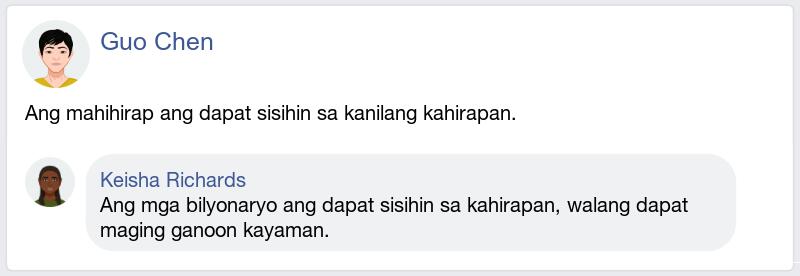 Guo Chen
Ang mahihirap ang dapat sisihin sa kanilang kahirapan.
Keisha Richards
Ang mga bilyonaryo ang dapat sisihin sa kahirapan, walang dapat
maging ganoon kayaman.